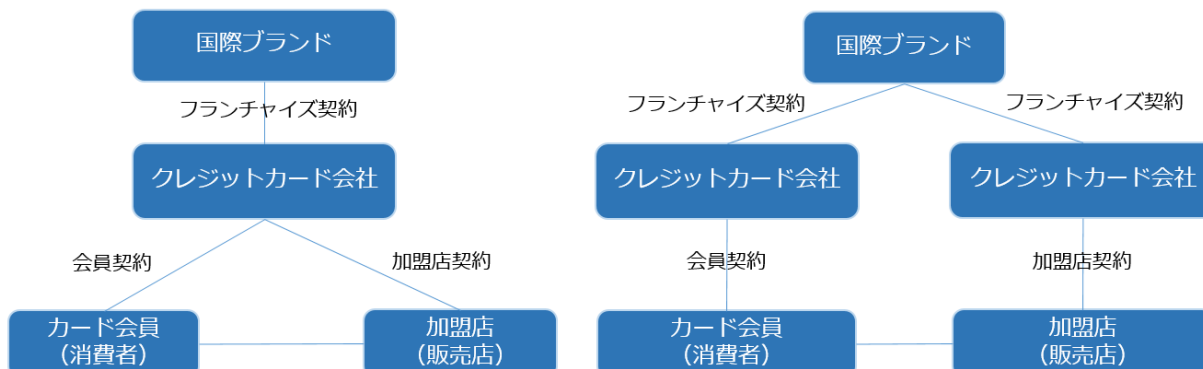 国際ブランド
フランチャイズ契約
クレジットカード会社
会員契約
加盟店契約
カード会員
（消費者）
加盟店
（販売店）
国際ブランド
フランチャイズ契約
フランチャイズ契約
クレジットカード会社
クレジットカード会社
会員契約
加盟店契約
カード会員
（消費者）
加盟店
（販売店）